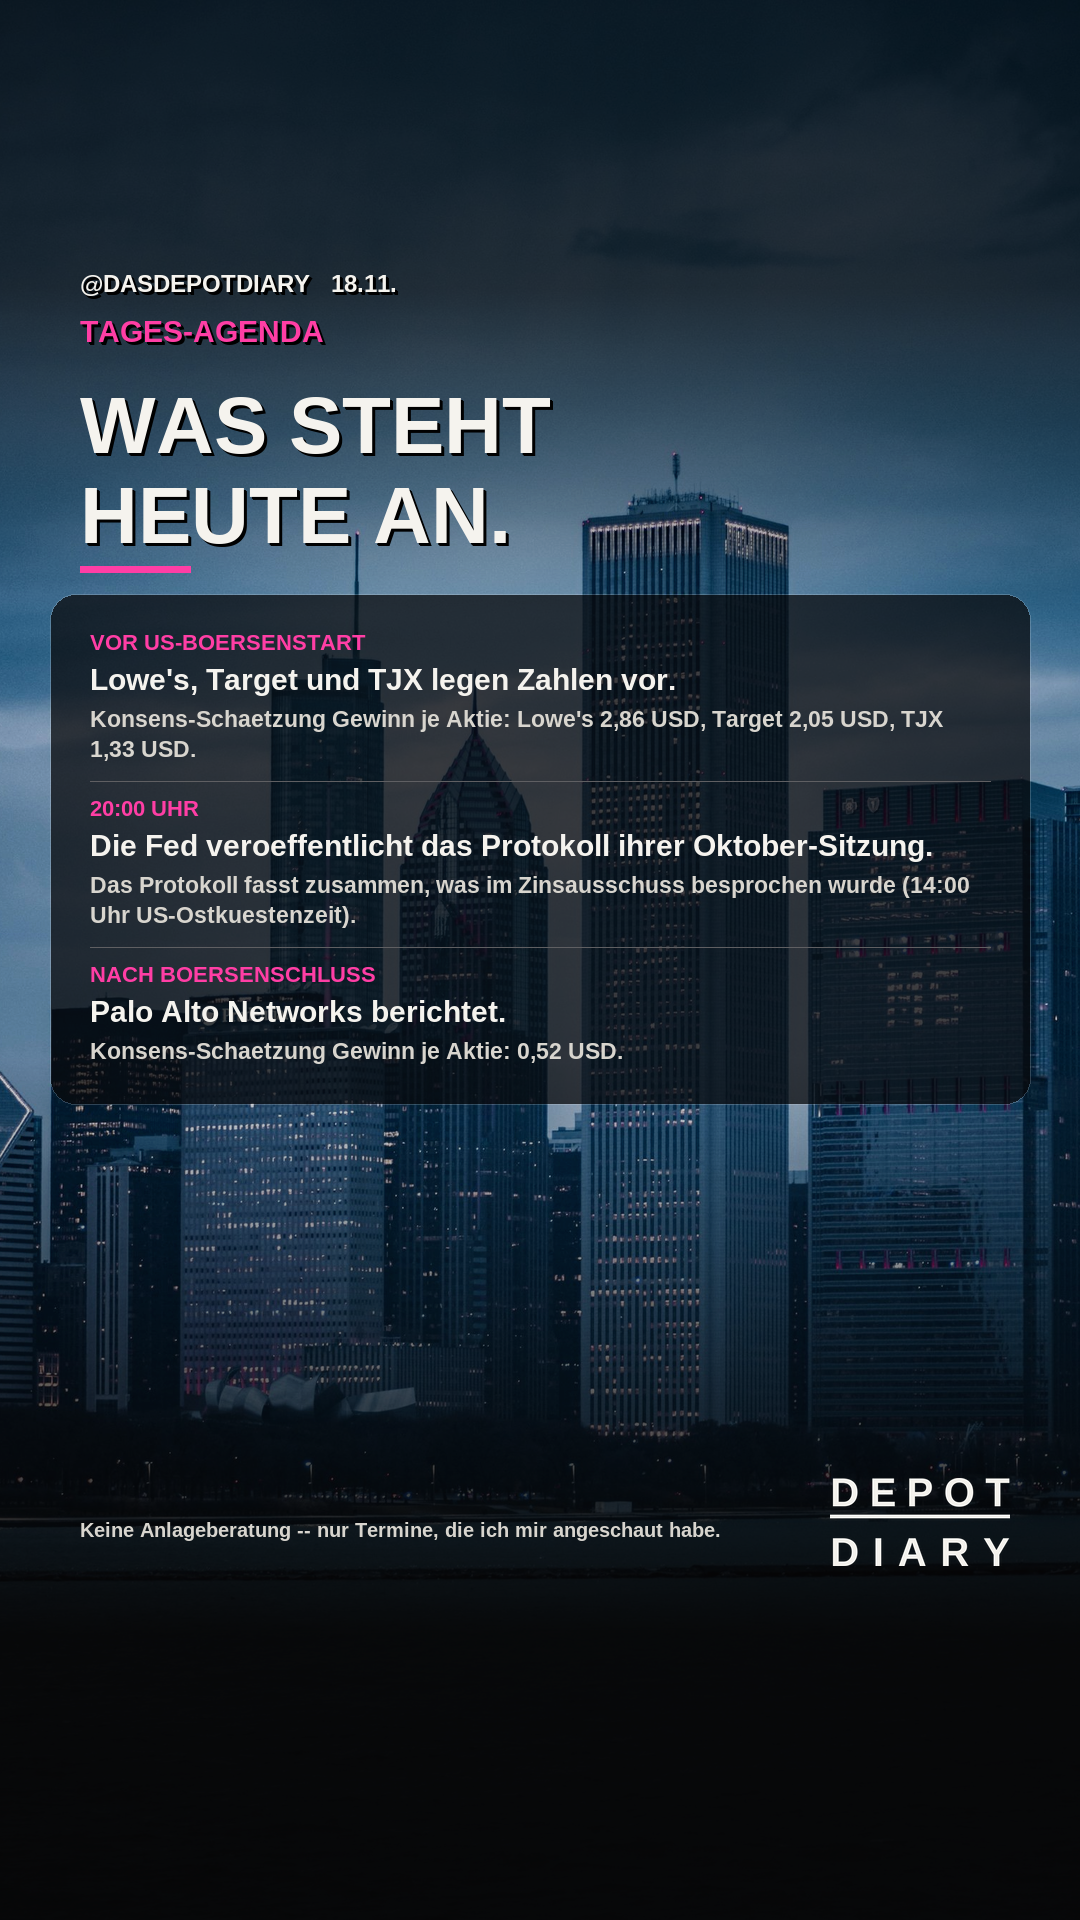 @DASDEPOTDIARY 18.11.
TAGES-AGENDA
WAS STEHT
HEUTE AN.
VOR US-BOERSENSTART
Lowe's, Target und TJX legen Zahlen vor.
Konsens-Schaetzung Gewinn je Aktie: Lowe's 2,86 USD, Target 2,05 USD, TJX
1,33 USD.
20:00 UHR
Die Fed veroeffentlicht das Protokoll ihrer Oktober-Sitzung.
Das Protokoll fasst zusammen, was im Zinsausschuss besprochen wurde (14:00
Uhr US-Ostkuestenzeit).
NACH BOERSENSCHLUSS
Palo Alto Networks berichtet.
Konsens-Schaetzung Gewinn je Aktie: 0,52 USD.
Keine Anlageberatung -- nur Termine, die ich mir angeschaut habe.
DEPOT
DIARY